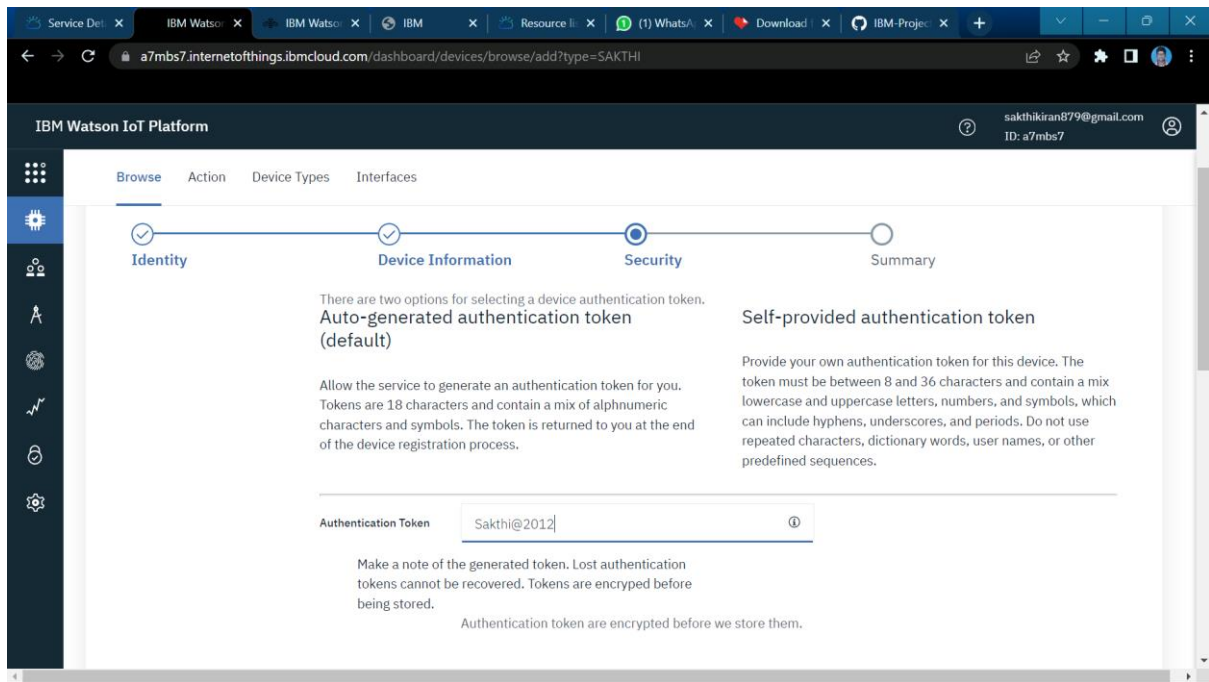 Service Det
IBM Watson
IBM Watson
IBM
Resource li
(1) WhatsA
Download
IBM-Project
a7mbs7.internetofthings.ibmcloud.com/dashboard/devices/browse/add?type=SAKTHI
IBM Watson IoT Platform
sakthikiran879@gmail.com
ID: a7mbs7
Browse Action Device Types Interfaces
Identity Device Information Security Summary
There are two options for selecting a device authentication token.
Auto-generated authentication token
(default)
Allow the service to generate an authentication token for you.
Tokens are 18 characters and contain a mix of alphnumeric
characters and symbols. The token is returned to you at the end
of the device registration process.
Self-provided authentication token
Provide your own authentication token for this device. The
token must be between 8 and 36 characters and contain a mix
lowercase and uppercase letters, numbers, and symbols, which
can include hyphens, underscores, and periods. Do not use
repeated characters, dictionary words, user names, or other
predefined sequences.
Authentication Token Sakthi@2012
Make a note of the generated token. Lost authentication
tokens cannot be recovered. Tokens are encryped before
being stored.
Authentication token are encrypted before we store them.